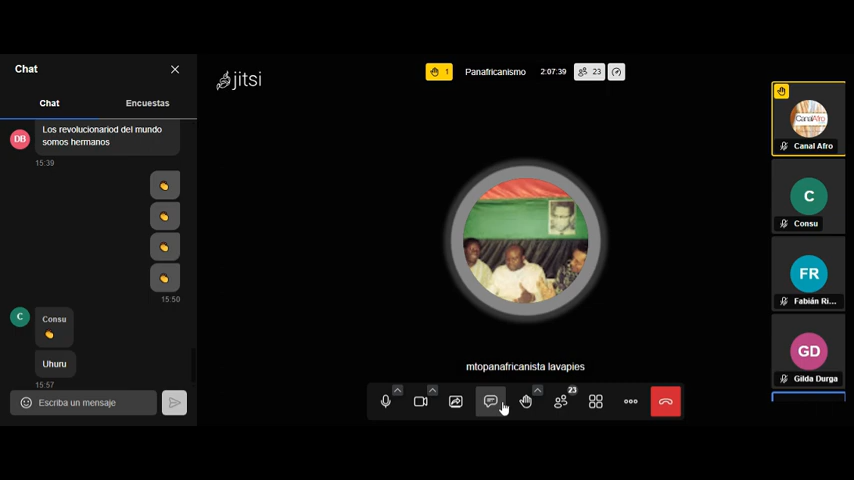 Chat
Chat
Encuestas
DB
Los revolucionariod del mundo
somos hermanos
15:39
15:50
C
Consu
Uhuru
15:57
Escriba un mensaje
jitsi
1
Panafricanismo
2:07:39
23
mtopanafricanista lavapies
23
CanalAfro
Canal Afro
C
Consu
FR
Fabián Ri...
GD
Gilda Durga